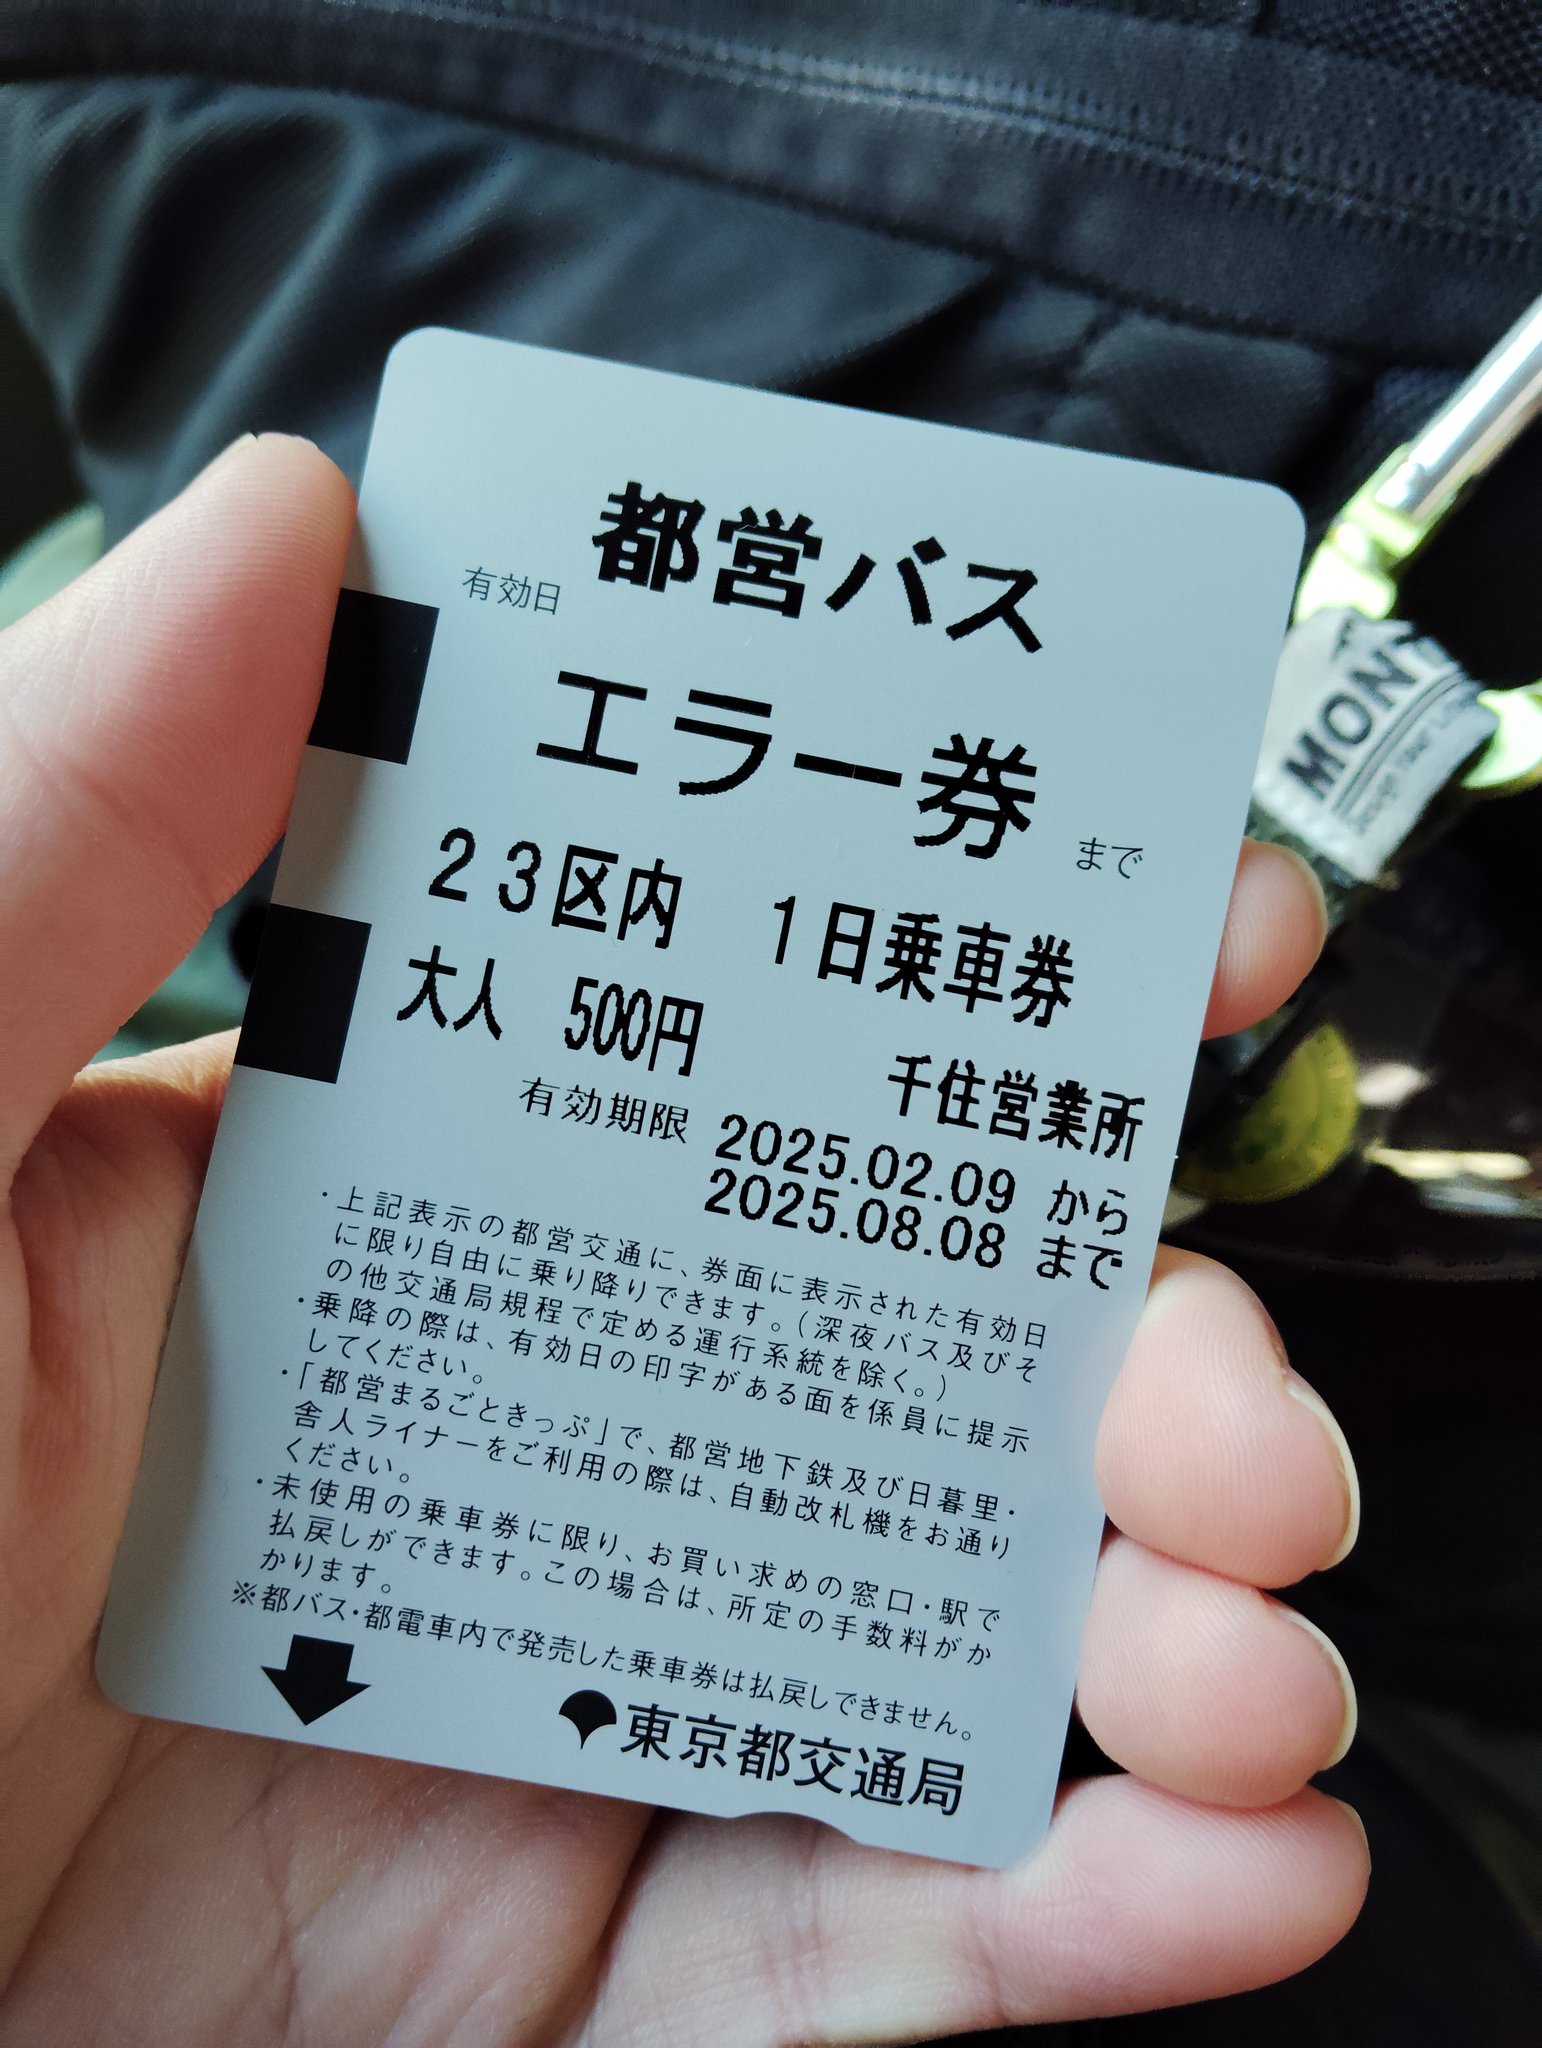 都営バス
有効日
エラー券 まで
23区内 1日乗車券
大人 500円
千住営業所
有効期限 2025.02.09 から
2025.08.08 まで
・上記表示の都営交通に、券面に表示された有効日
に限り自由に乗り降りできます。(深夜バス及びそ
の他交通局規程で定める運行系統を除く。)
・乗降の際は、有効日の印字がある面を係員に提示
してください。
・「都営まるごときっぷ」で、都営地下鉄及び日暮里・
舎人ライナーをご利用の際は、自動改札機をお通り
ください。
・未使用の乗車券に限り、お買い求めの窓口・駅で
払戻しができます。この場合は、所定の手数料がか
かります。
※都バス・都電車内で発売した乗車券は払戻しできません。
東京都交通局
MONT